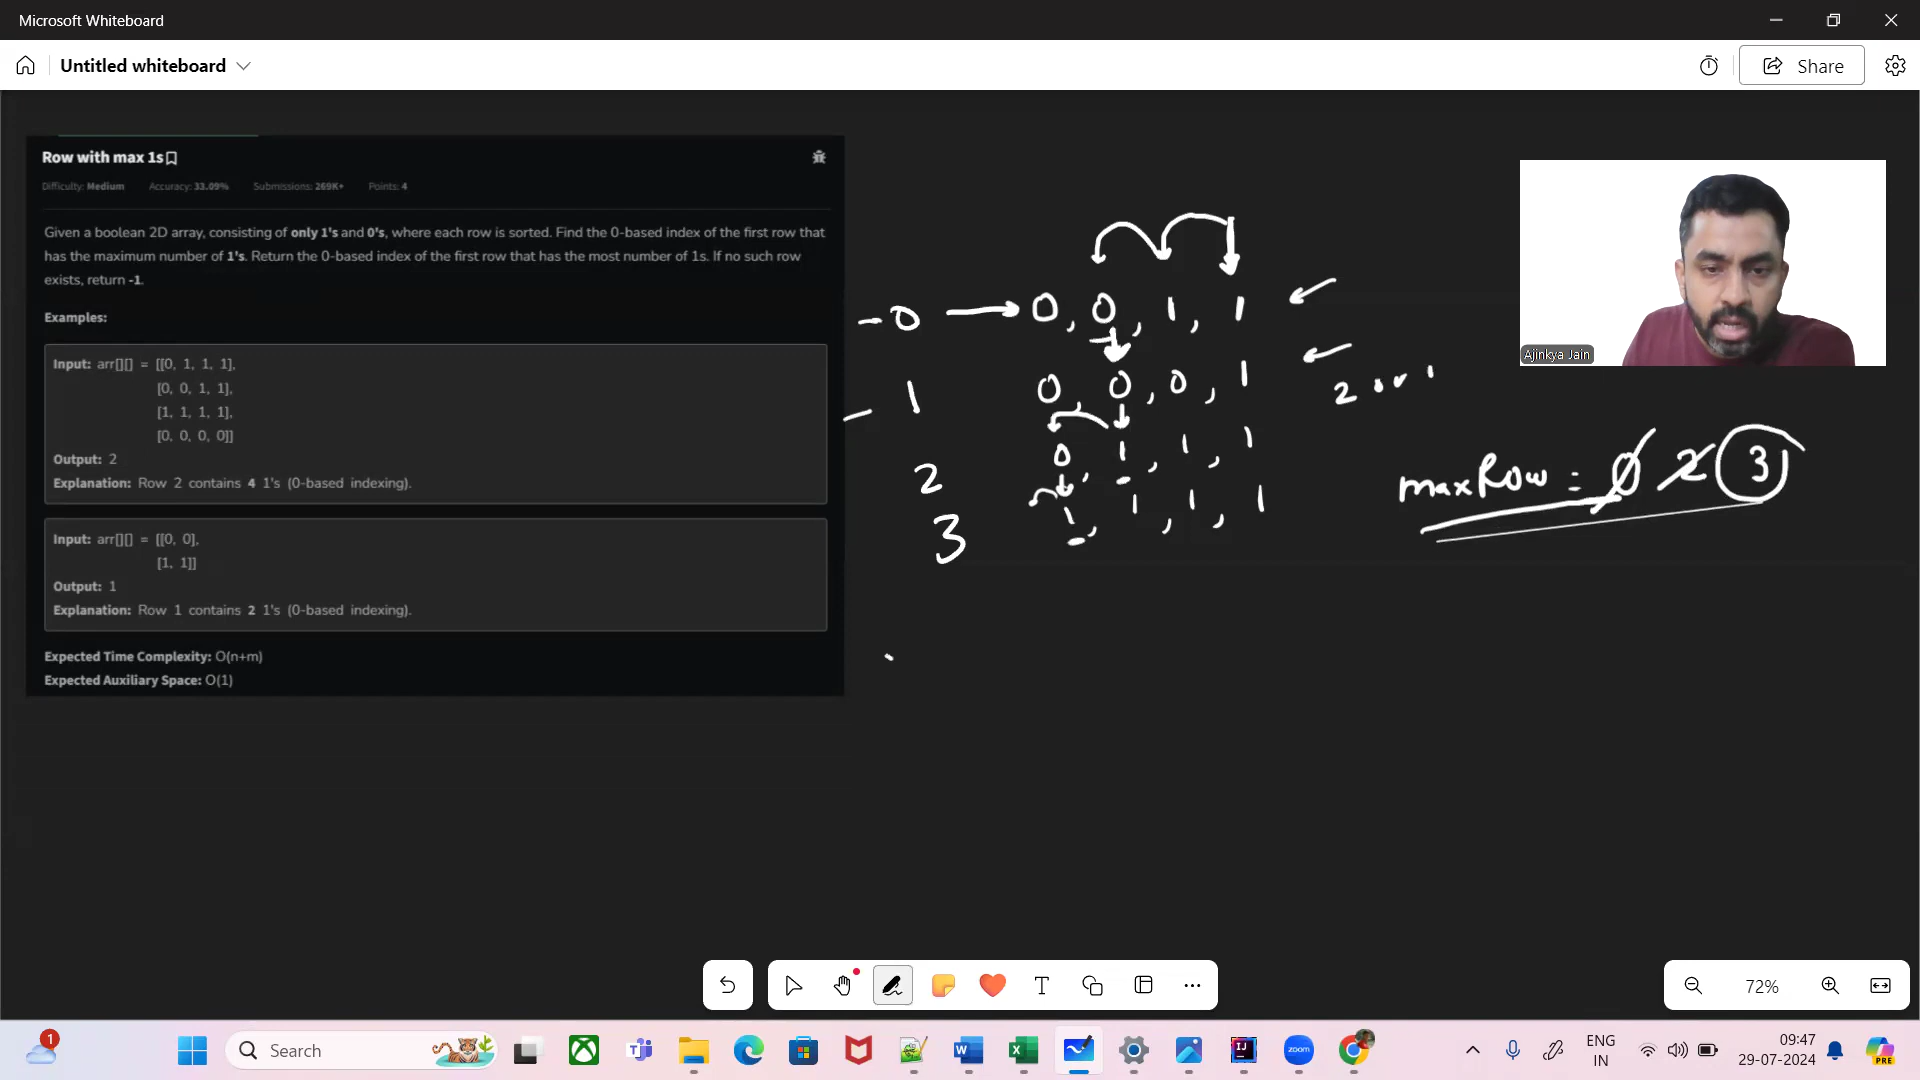 Microsoft Whiteboard
Untitled whiteboard
Share
Row with max 1s
Difficulty: Medium Accuracy: 33.09% Submissions: 269K+ Points: 4
Given a boolean 2D array, consisting of only 1's and 0's, where each row is sorted. Find the 0-based index of the first row that
has the maximum number of 1's. Return the 0-based index of the first row that has the most number of 1s. If no such row
exists, return -1.
Examples:
Input: arr[][] = [[0, 1, 1, 1],
[0, 0, 1, 1],
[1, 1, 1, 1],
[0, 0, 0, 0]]
Output: 2
Explanation: Row 2 contains 4 1's (0-based indexing).
Input: arr[][] = [[0, 0],
[1, 1]]
Output: 1
Explanation: Row 1 contains 2 1's (0-based indexing).
Expected Time Complexity: O(n+m)
Expected Auxiliary Space: O(1)
-0 → 0, 0, 1, 1
- 1 0, 0, 0, 1
2 0, 1, 1, 1
3 1, 1, 1, 1
2 or 1
maxRow = 0 2 3
Ajinkya Jain
72%
1
Search
W
X
IJ
zoom
ENG
IN
09:47
29-07-2024
PRE